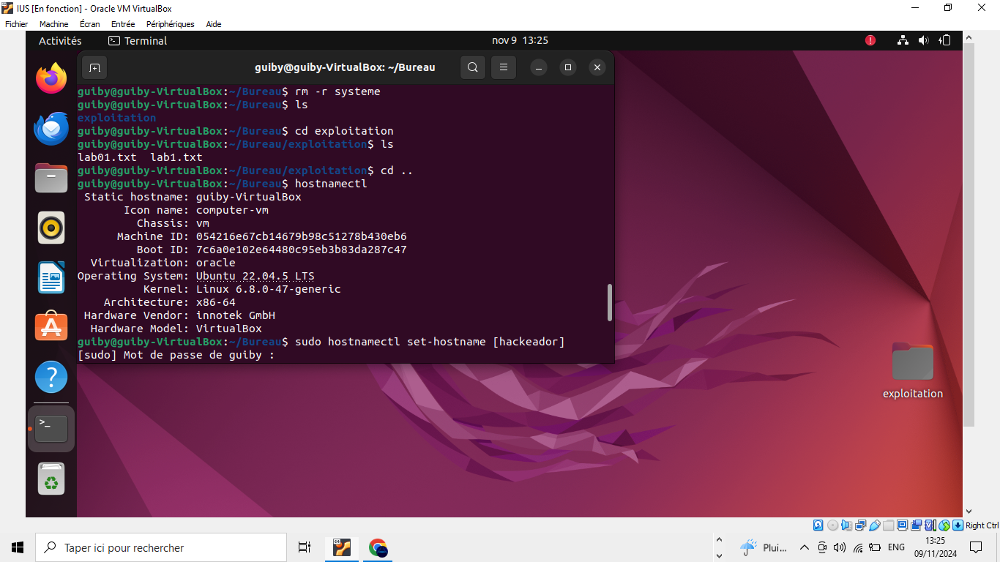 IUS [En fonction] - Oracle VM VirtualBox
Fichier Machine Écran Entrée Périphériques Aide
Activités Terminal nov 9 13:25
guiby@guiby-VirtualBox: ~/Bureau
guiby@guiby-VirtualBox:~/Bureau$ rm -r systeme
guiby@guiby-VirtualBox:~/Bureau$ ls
exploitation
guiby@guiby-VirtualBox:~/Bureau$ cd exploitation
guiby@guiby-VirtualBox:~/Bureau/exploitation$ ls
lab01.txt lab1.txt
guiby@guiby-VirtualBox:~/Bureau/exploitation$ cd ..
guiby@guiby-VirtualBox:~/Bureau$ hostnamectl
Static hostname: guiby-VirtualBox
Icon name: computer-vm
Chassis: vm
Machine ID: 054216e67cb14679b98c51278b430eb6
Boot ID: 7c6a0e102e64480c95eb3b83da287c47
Virtualization: oracle
Operating System: Ubuntu 22.04.5 LTS
Kernel: Linux 6.8.0-47-generic
Architecture: x86-64
Hardware Vendor: innotek GmbH
Hardware Model: VirtualBox
guiby@guiby-VirtualBox:~/Bureau$ sudo hostnamectl set-hostname [hackeador]
[sudo] Mot de passe de guiby :
exploitation
Right Ctrl
Taper ici pour rechercher
Plui...
ENG
13:25
09/11/2024